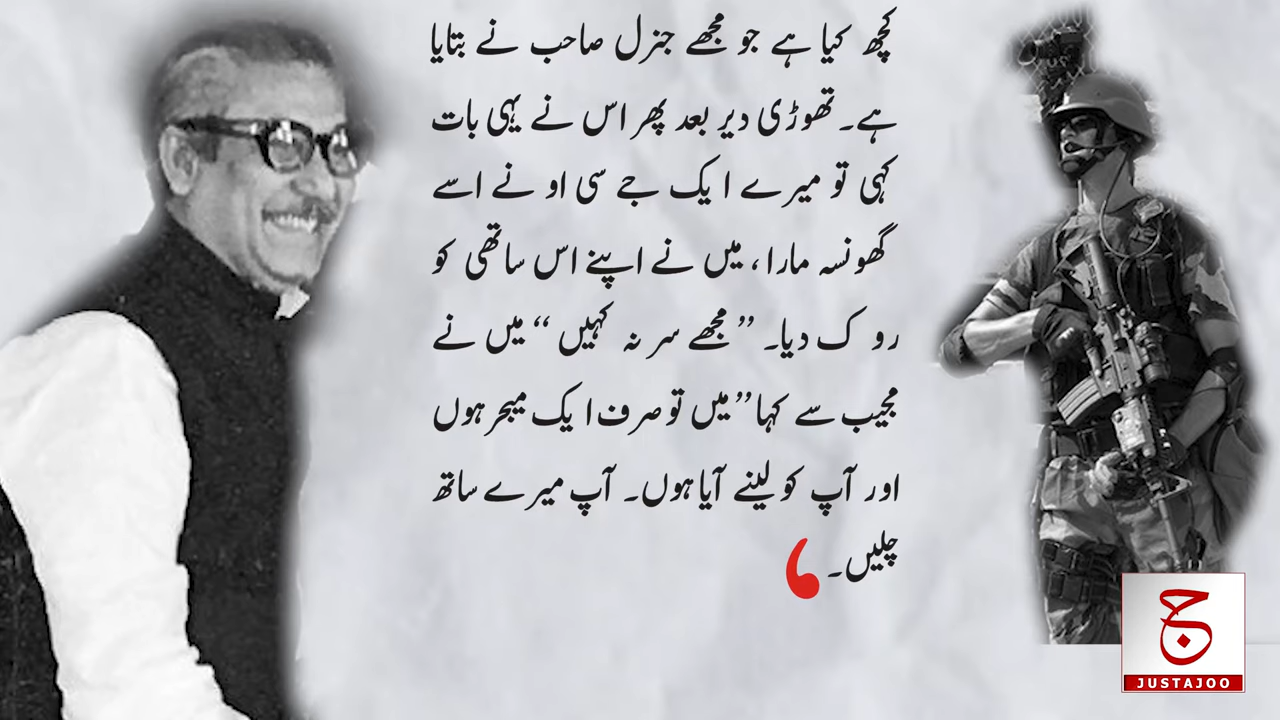 کچھ کیا ہے جو مجھے جنرل صاحب نے بتایا
ہے۔ تھوڑی دیر بعد پھر اس نے یہی بات
کہی تو میرے ایک جے سی او نے اسے
گھونسہ مارا، میں نے اپنے اس ساتھی کو
روک دیا۔ ”مجھے سر نہ کہیں“ میں نے
مجیب سے کہا ”میں تو صرف ایک میجر ہوں
اور آپ کو لینے آیا ہوں۔ آپ میرے ساتھ
چلیں۔ ❜
ج
JUSTAJOO